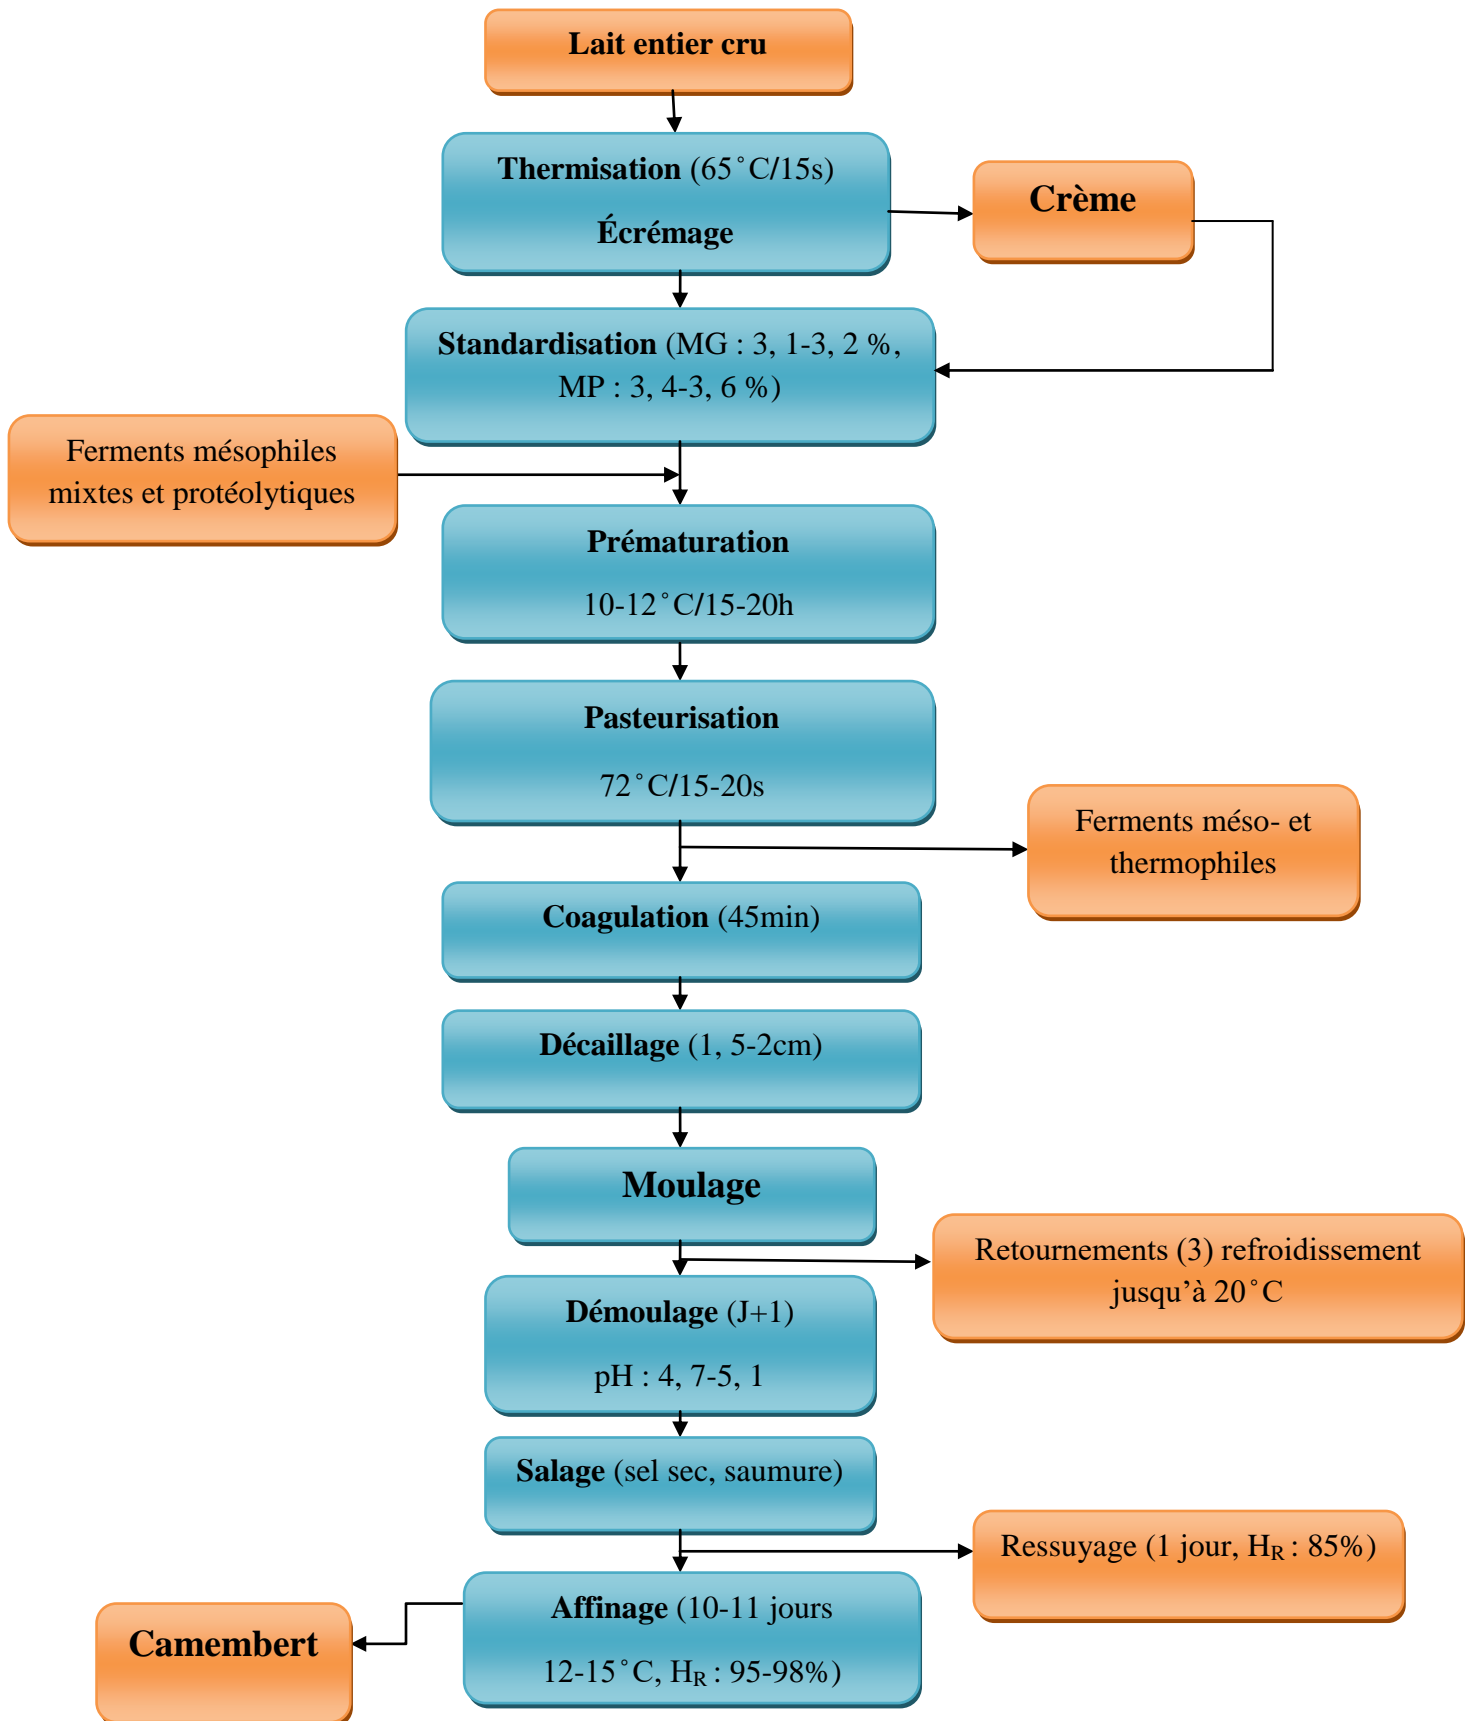 Lait entier cru
Thermisation (65°C/15s)
Écrémage
Crème
Standardisation (MG : 3, 1-3, 2 %,
MP : 3, 4-3, 6 %)
Ferments mésophiles
mixtes et protéolytiques
Prématuration
10-12°C/15-20h
Pasteurisation
72°C/15-20s
Ferments méso- et
thermophiles
Coagulation (45min)
Décaillage (1, 5-2cm)
Moulage
Retournements (3) refroidissement
jusqu’à 20°C
Démoulage (J+1)
pH : 4, 7-5, 1
Salage (sel sec, saumure)
Ressuyage (1 jour, HR : 85%)
Affinage (10-11 jours
12-15°C, HR : 95-98%)
Camembert